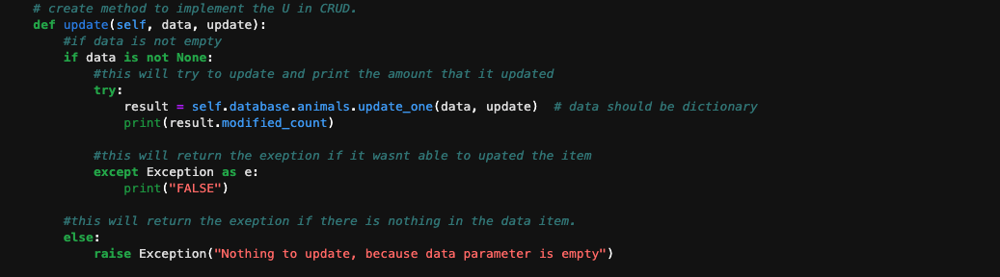 # create method to implement the U in CRUD.
def update(self, data, update):
#if data is not empty
if data is not None:
#this will try to update and print the amount that it updated
try:
result = self.database.animals.update_one(data, update)  # data should be dictionary
print(result.modified_count)
#this will return the exeption if it wasnt able to upated the item
except Exception as e:
print("FALSE")
#this will return the exeption if there is nothing in the data item.
else:
raise Exception("Nothing to update, because data parameter is empty")